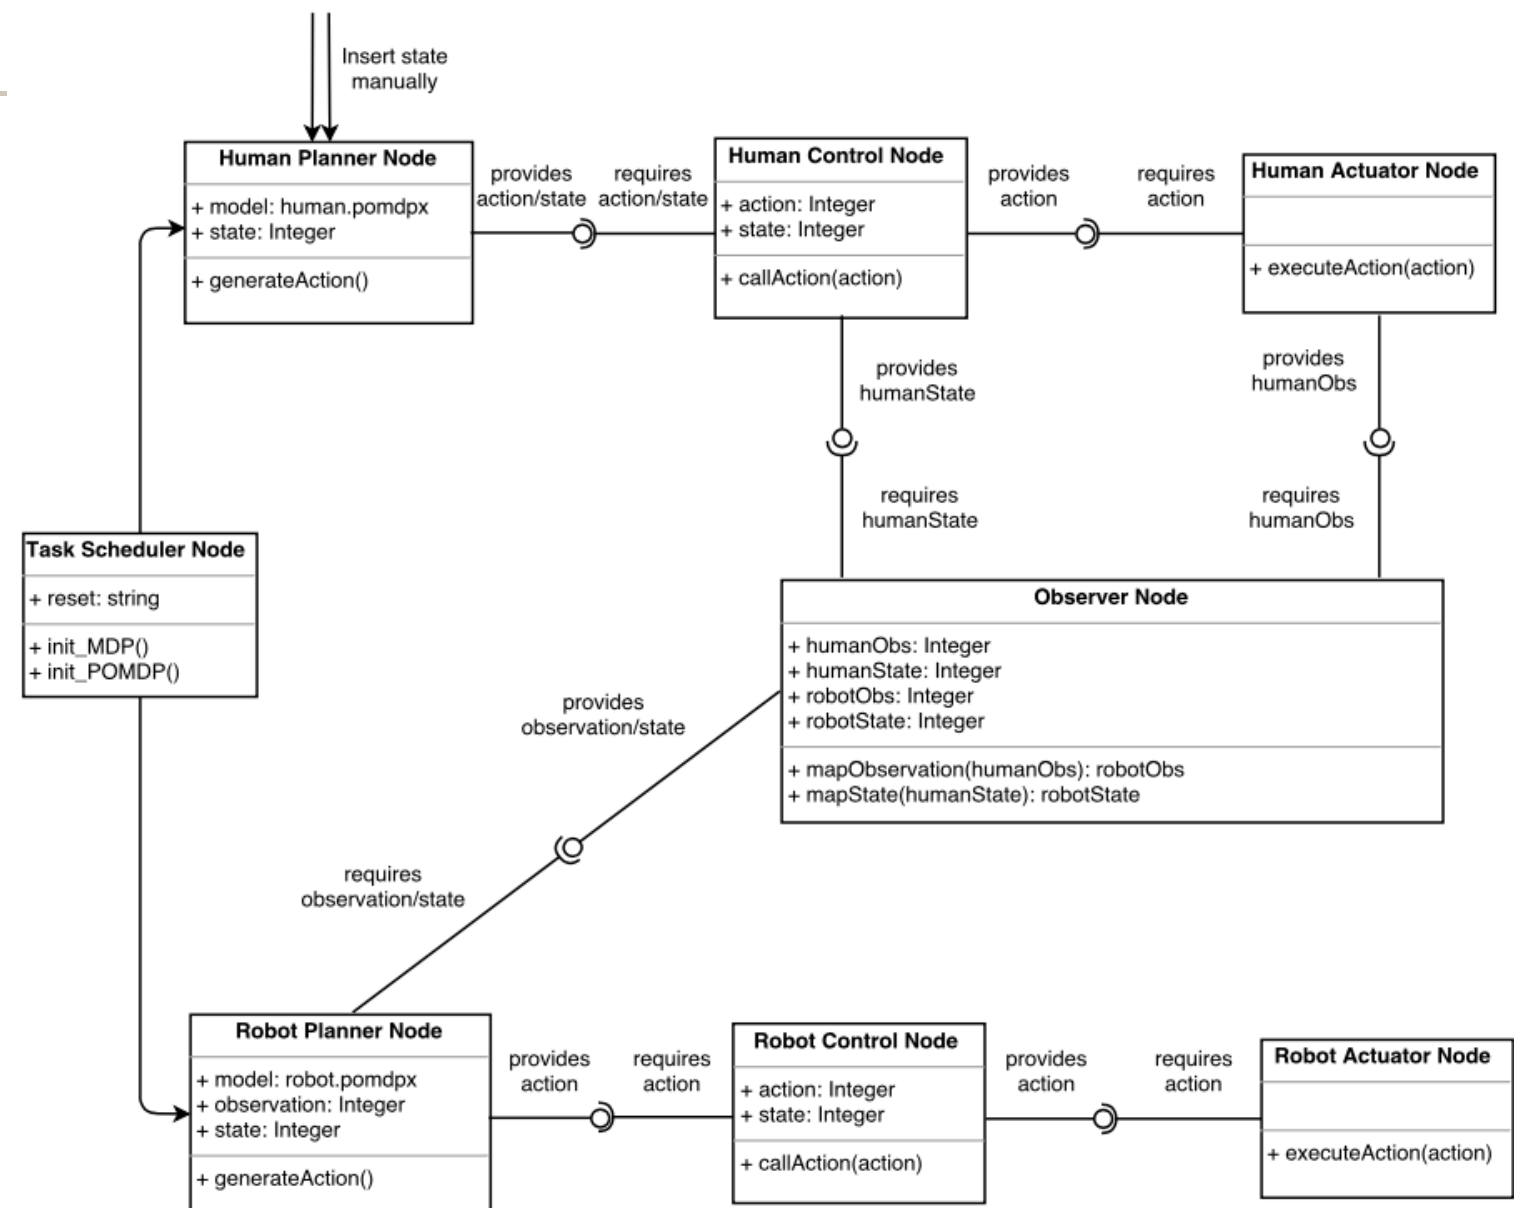 Insert state
manually
Human Planner Node
+ model: human.pomdpx
+ state: Integer
+ generateAction()
provides
action/state
requires
action/state
Human Control Node
+ action: Integer
+ state: Integer
+ callAction(action)
provides
action
requires
action
Human Actuator Node
+ executeAction(action)
provides
humanState
requires
humanState
provides
humanObs
requires
humanObs
Task Scheduler Node
+ reset: string
+ init_MDP()
+ init_POMDP()
Observer Node
+ humanObs: Integer
+ humanState: Integer
+ robotObs: Integer
+ robotState: Integer
+ mapObservation(humanObs): robotObs
+ mapState(humanState): robotState
provides
observation/state
requires
observation/state
Robot Planner Node
+ model: robot.pomdpx
+ observation: Integer
+ state: Integer
+ generateAction()
provides
action
requires
action
Robot Control Node
+ action: Integer
+ state: Integer
+ callAction(action)
provides
action
requires
action
Robot Actuator Node
+ executeAction(action)